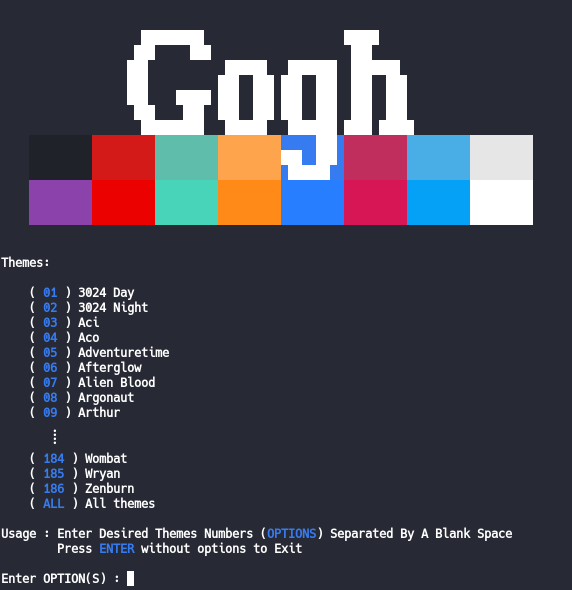 Gogh
Themes:
( 01 ) 3024 Day
( 02 ) 3024 Night
( 03 ) Aci
( 04 ) Aco
( 05 ) Adventuretime
( 06 ) Afterglow
( 07 ) Alien Blood
( 08 ) Argonaut
( 09 ) Arthur
⋮
( 184 ) Wombat
( 185 ) Wryan
( 186 ) Zenburn
( ALL ) All themes
Usage : Enter Desired Themes Numbers (OPTIONS) Separated By A Blank Space
Press ENTER without options to Exit
Enter OPTION(S) :